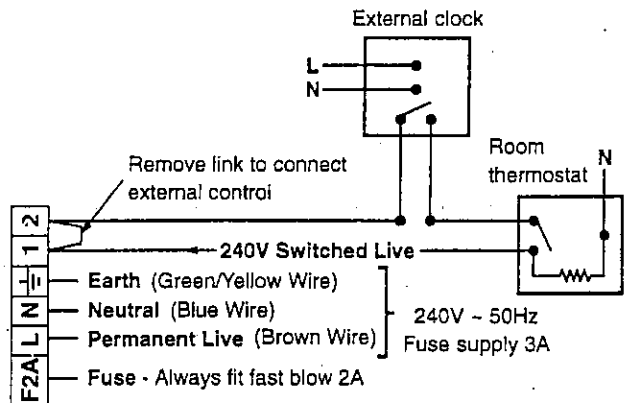 External clock
L
N
Room
thermostat
N
Remove link to connect
external control
2
1
240V Switched Live
Earth (Green/Yellow Wire)
N
Neutral (Blue Wire)
L
Permanent Live (Brown Wire)
240V ~ 50Hz
Fuse supply 3A
F2A
Fuse - Always fit fast blow 2A